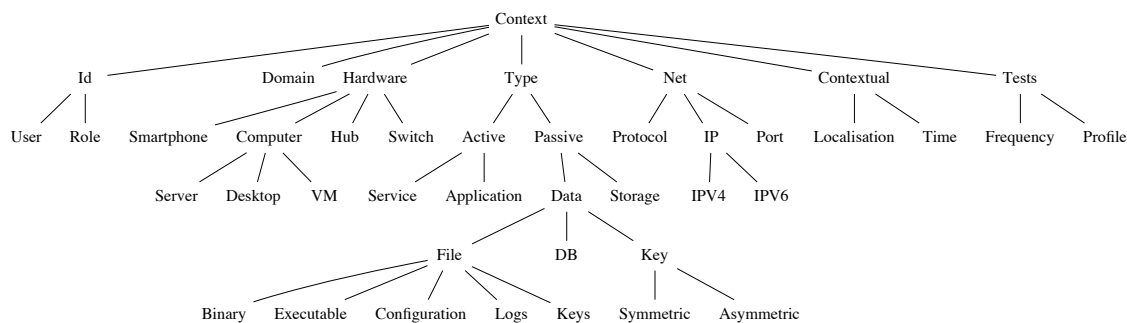 Context
Id Domain Hardware Type Net Contextual Tests
User Role Smartphone Computer Hub Switch Active Passive Protocol IP Port Localisation Time Frequency Profile
Server Desktop VM Service Application Data Storage IPV4 IPV6
File DB Key
Binary Executable Configuration Logs Keys Symmetric Asymmetric